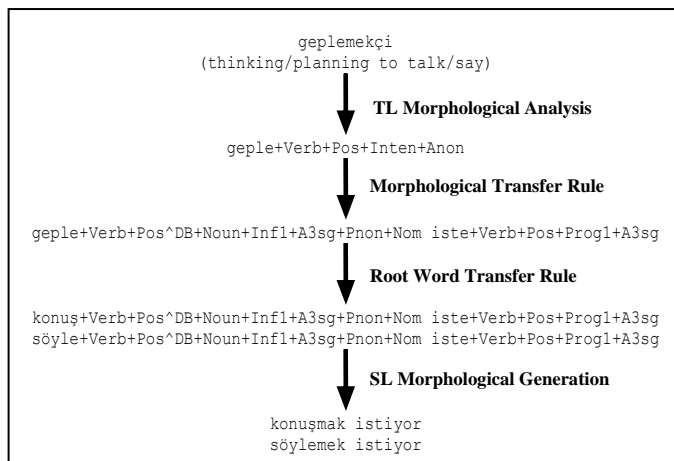 geplemekçi
(thinking/planning to talk/say)
TL Morphological Analysis
geple+Verb+Pos+Inten+Anon
Morphological Transfer Rule
geple+Verb+Pos^DB+Noun+Inf1+A3sg+Pnon+Nom iste+Verb+Pos+Prog1+A3sg
Root Word Transfer Rule
konuş+Verb+Pos^DB+Noun+Inf1+A3sg+Pnon+Nom iste+Verb+Pos+Prog1+A3sg
söyle+Verb+Pos^DB+Noun+Inf1+A3sg+Pnon+Nom iste+Verb+Pos+Prog1+A3sg
SL Morphological Generation
konuşmak istiyor
söylemek istiyor